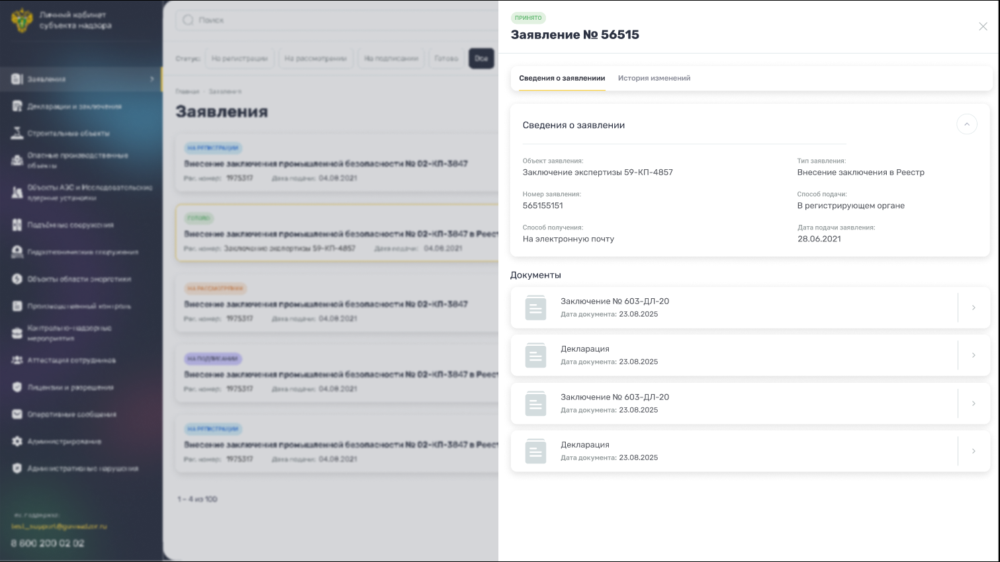 Личный кабинет
субъекта надзора
Заявления
Декларации и заключения
Строительные объекты
Опасные производственные
объекты
Объекты АЭС и Исследовательские
ядерные установки
Подъёмные сооружения
Гидротехнические сооружения
Объекты области энергетики
Производственный контроль
Контрольно-надзорные
мероприятия
Аттестация сотрудников
Лицензии и разрешения
Оперативные сообщения
Администрирование
Административные нарушения
8 800 200 02 02
Поиск
Статус:
На регистрации
На рассмотрении
На подписании
Готово
Все
Главная - Заявления
Заявления
НА РЕГИСТРАЦИИ
Внесение заключения промышленной безопасности № 02-КП-3847
Рег. номер: 1975317 Дата подачи: 04.08.2021
ГОТОВО
Внесение заключения промышленной безопасности № 02-КП-3847 в Реест
Рег. номер: Заключение экспертизы 59-КП-4857 Дата подачи: 04.08.2021
НА РАССМОТРЕНИИ
Внесение заключения промышленной безопасности № 02-КП-3847
Рег. номер: 1975317 Дата подачи: 04.08.2021
НА ПОДПИСАНИИ
Внесение заключения промышленной безопасности № 02-КП-3847 в Реест
Рег. номер: 1975317 Дата подачи: 04.08.2021
НА РЕГИСТРАЦИИ
Внесение заключения промышленной безопасности № 02-КП-3847 в Реест
Рег. номер: 1975317 Дата подачи: 04.08.2021
1 – 4 из 100
ПРИНЯТО
Заявление № 56515
Сведения о заявлениии
История изменений
Сведения о заявлении
Объект заявления:
Заключение экспертизы 59-КП-4857
Тип заявления:
Внесение заключения в Реестр
Номер заявления:
565155151
Способ подачи:
В регистрирующем органе
Способ получения:
На электронную почту
Дата подачи заявления:
28.06.2021
Документы
Заключение № 603-ДЛ-20
Дата документа: 23.08.2025
Декларация
Дата документа: 23.08.2025
Заключение № 603-ДЛ-20
Дата документа: 23.08.2025
Декларация
Дата документа: 23.08.2025